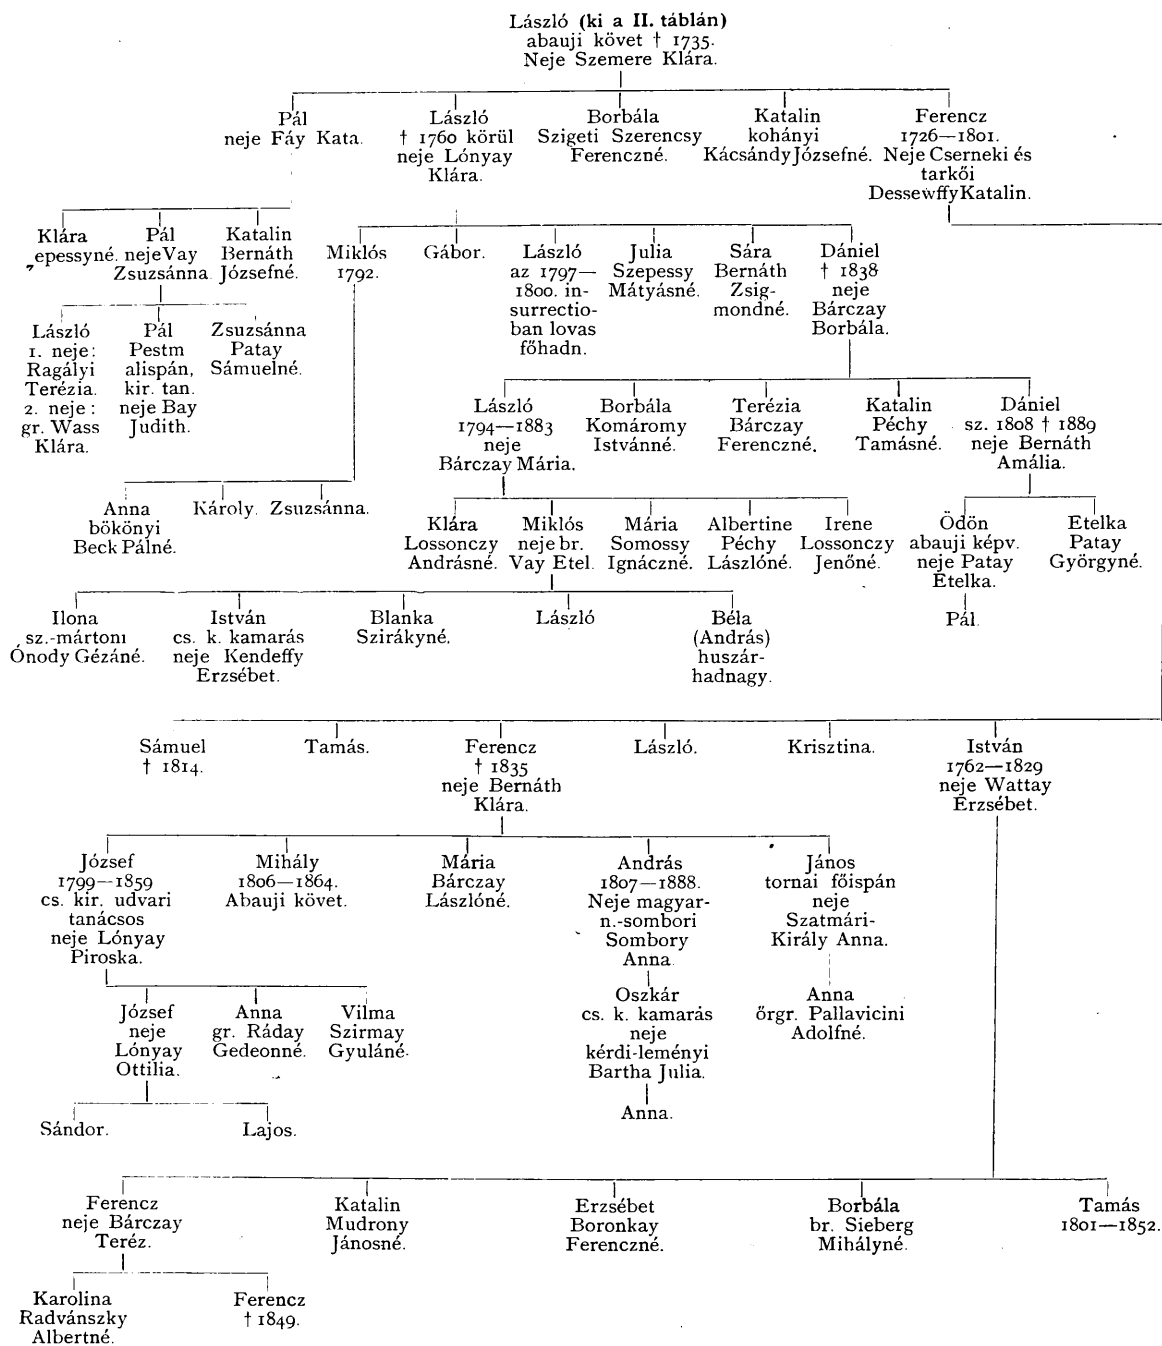 László (ki a II. táblán)
abauji követ † 1735.
Neje Szemere Klára.
Pál
neje Fáy Kata.
László
† 1760 körül
neje Lónyay
Klára.
Borbála
Szigeti Szerencsy
Ferenczné.
Katalin
kohányi
Kácsándy Józsefné.
Ferencz
1726—1801.
Neje Cserneki és
tarkői
Dessewffy Katalin.
Klára
epessyné.
Pál
neje Vay
Zsuzsánna
Katalin
Bernáth
Józsefné.
Miklós
1792.
Gábor.
László
az 1797—
1800. in-
surrectio-
ban lovas
főhadn.
Julia
Szepessy
Mátyásné.
Sára
Bernáth
Zsig-
mondné.
Dániel
† 1838
neje
Bárczay
Borbála.
László
1. neje:
Ragályi
Terézia.
2. neje:
gr. Wass
Klára.
Pál
Pestm
alispán,
kir. tan.
neje Bay
Judith.
Zsuzsánna
Patay
Sámuelné.
László
1794—1883
neje
Bárczay Mária.
Borbála
Komáromy
Istvánné.
Terézia
Bárczay
Ferenczné.
Katalin
Péchy
Tamásné.
Dániel
sz. 1808 † 1889
neje Bernáth
Amália.
Anna
bökönyi
Beck Pálné.
Károly.
Zsuzsánna.
Klára
Lossonczy
Andrásné.
Miklós
neje br.
Vay Etel.
Mária
Somossy
Ignáczné.
Albertine
Péchy
Lászlóné.
Irene
Lossonczy
Jenőné.
Ödön
abauji képv.
neje Patay
Etelka.
Etelka
Patay
Györgyné.
Ilona
sz.-mártoni
Ónody Gézáné.
István
cs. k. kamarás
neje Kendeffy
Erzsébet.
Blanka
Szirákyné.
László
Béla
(András)
huszár-
hadnagy.
Pál.
Sámuel
† 1814.
Tamás.
Ferencz
† 1835
neje Bernáth
Klára.
László.
Krisztina.
István
1762—1829
neje Wattay
Erzsébet.
József
1799—1859
cs. kir. udvari
tanácsos
neje Lónyay
Piroska.
Mihály
1806—1864.
Abauji követ.
Mária
Bárczay
Lászlóné.
András
1807—1888.
Neje magyar-
n.-sombori
Sombory
Anna
János
tornai főispán
neje
Szatmári-
Király Anna.
József
neje
Lónyay
Ottilia.
Anna
gr. Ráday
Gedeonné.
Vilma
Szirmay
Gyuláné.
Oszkár
cs. k. kamarás
neje
kérdi-leményi
Bartha Julia.
Anna
őrgr. Pallavicini
Adolfné.
Sándor.
Lajos.
Anna.
Ferencz
neje Bárczay
Teréz.
Katalin
Mudrony
Jánosné.
Erzsébet
Boronkay
Ferenczné.
Borbála
br. Sieberg
Mihályné.
Tamás
1801—1852.
Karolina
Radvánszky
Albertné.
Ferencz
† 1849.